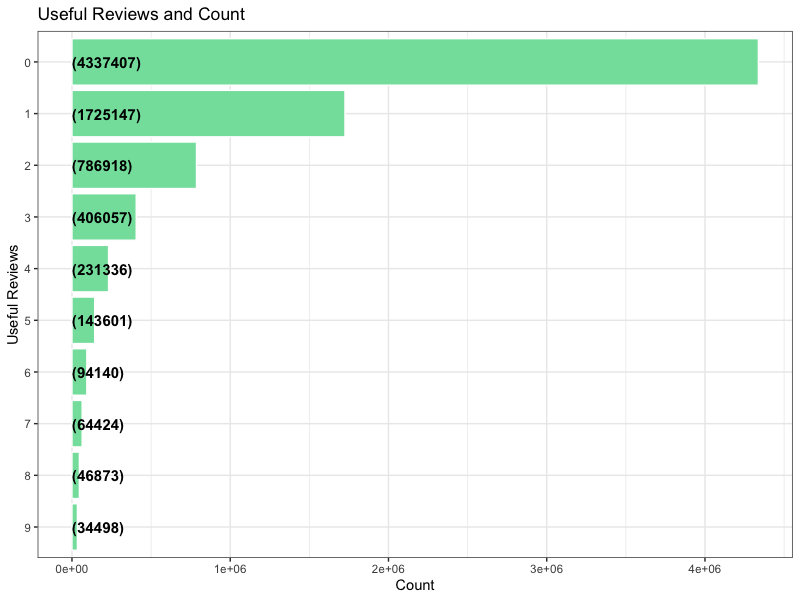 Useful Reviews and Count
Useful Reviews
0 (4337407)
1 (1725147)
2 (786918)
3 (406057)
4 (231336)
5 (143601)
6 (94140)
7 (64424)
8 (46873)
9 (34498)
0e+00 1e+06 2e+06 3e+06 4e+06
Count